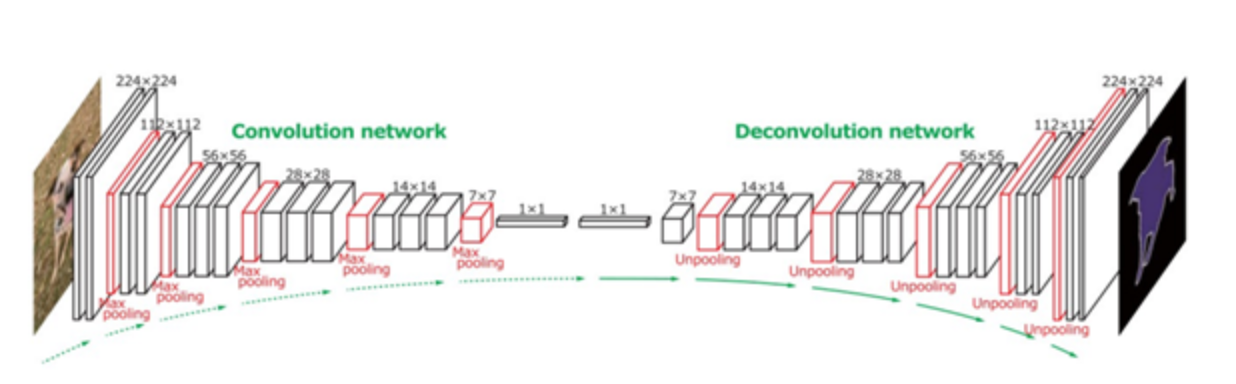 224×224
112×112
Convolution network
56×56
28×28
14×14
7×7
1×1
Max
pooling
Max
pooling
Max
pooling
Max
pooling
Max
pooling
1×1
7×7
14×14
Deconvolution network
28×28
56×56
112×112
224×224
Unpooling
Unpooling
Unpooling
Unpooling
Unpooling